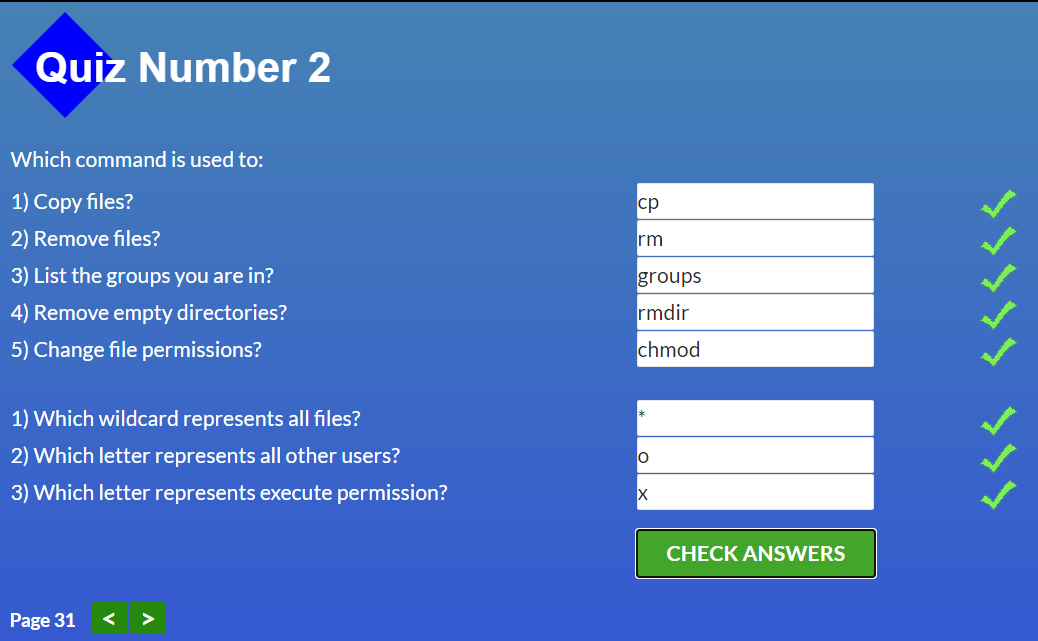 Quiz Number 2
Which command is used to:
1) Copy files? cp
2) Remove files? rm
3) List the groups you are in? groups
4) Remove empty directories? rmdir
5) Change file permissions? chmod
1) Which wildcard represents all files? *
2) Which letter represents all other users? o
3) Which letter represents execute permission? x
CHECK ANSWERS
Page 31 < >